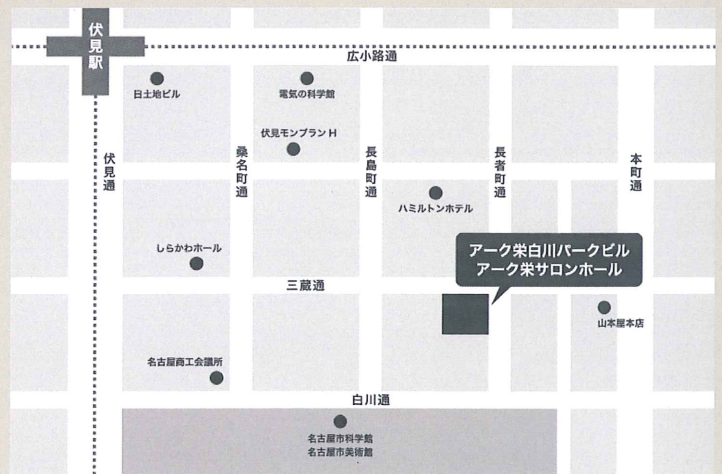 伏見駅
広小路通
日土地ビル
電気の科学館
伏見モンブランH
伏見通
桑名町通
長島町通
長者町通
本町通
ハミルトンホテル
しらかわホール
アーク栄白川パークビル
アーク栄サロンホール
三蔵通
山本屋本店
名古屋商工会議所
白川通
名古屋市科学館
名古屋市美術館